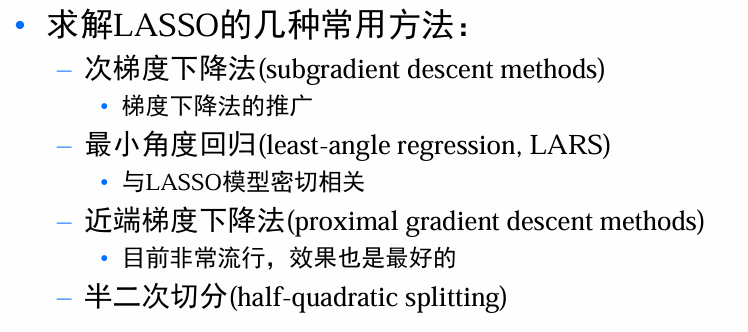 • 求解LASSO的几种常用方法：
– 次梯度下降法(subgradient descent methods)
• 梯度下降法的推广
– 最小角度回归(least-angle regression, LARS)
• 与LASSO模型密切相关
– 近端梯度下降法(proximal gradient descent methods)
• 目前非常流行，效果也是最好的
– 半二次切分(half-quadratic splitting)